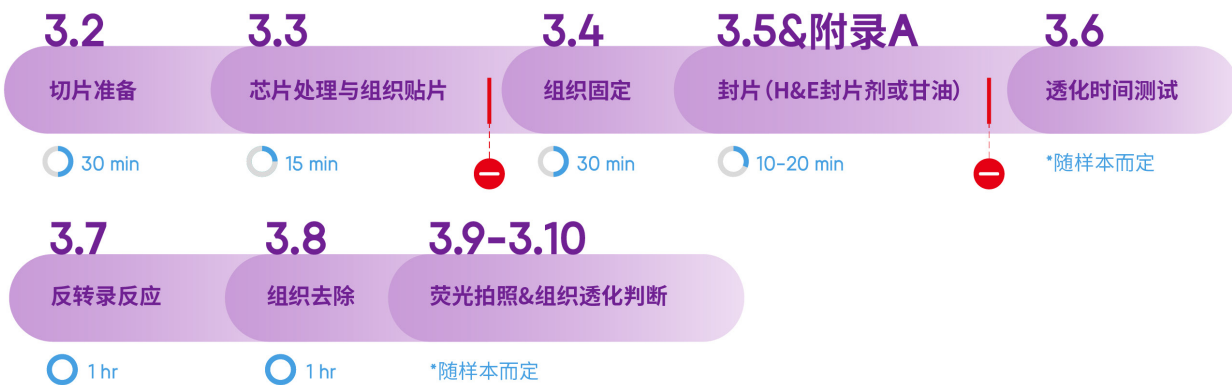 3.2 3.3 3.4 3.5&附录A 3.6
切片准备 芯片处理与组织贴片 组织固定 封片(H&E封片剂或甘油) 透化时间测试
30 min 15 min 30 min 10-20 min *随样本而定
3.7 3.8 3.9-3.10
反转录反应 组织去除 荧光拍照&组织透化判断
1 hr 1 hr *随样本而定